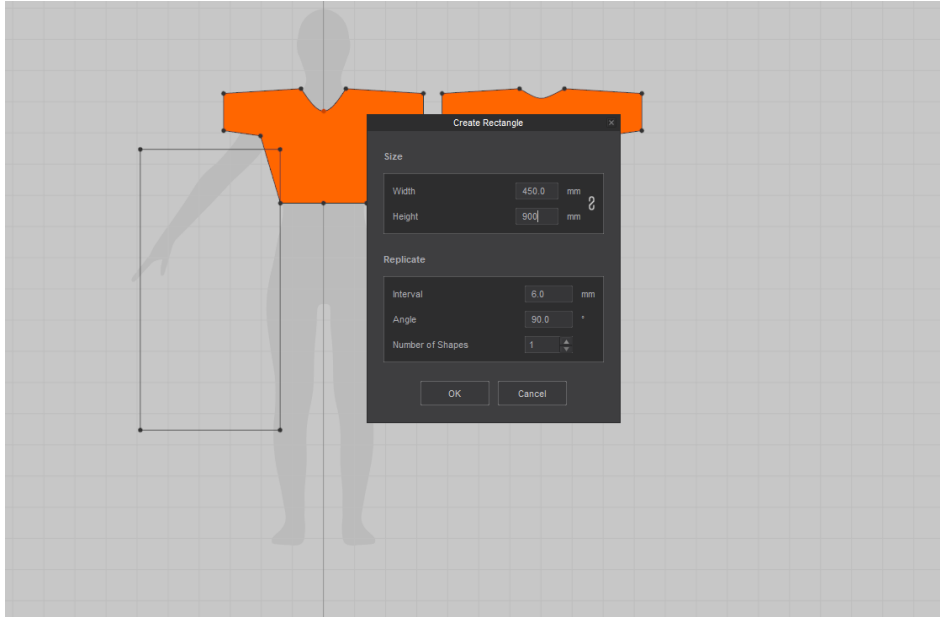 Create Rectangle ×
Size
Width 450.0 mm
Height 900 mm
Replicate
Interval 6.0 mm
Angle 90.0 °
Number of Shapes 1
OK Cancel